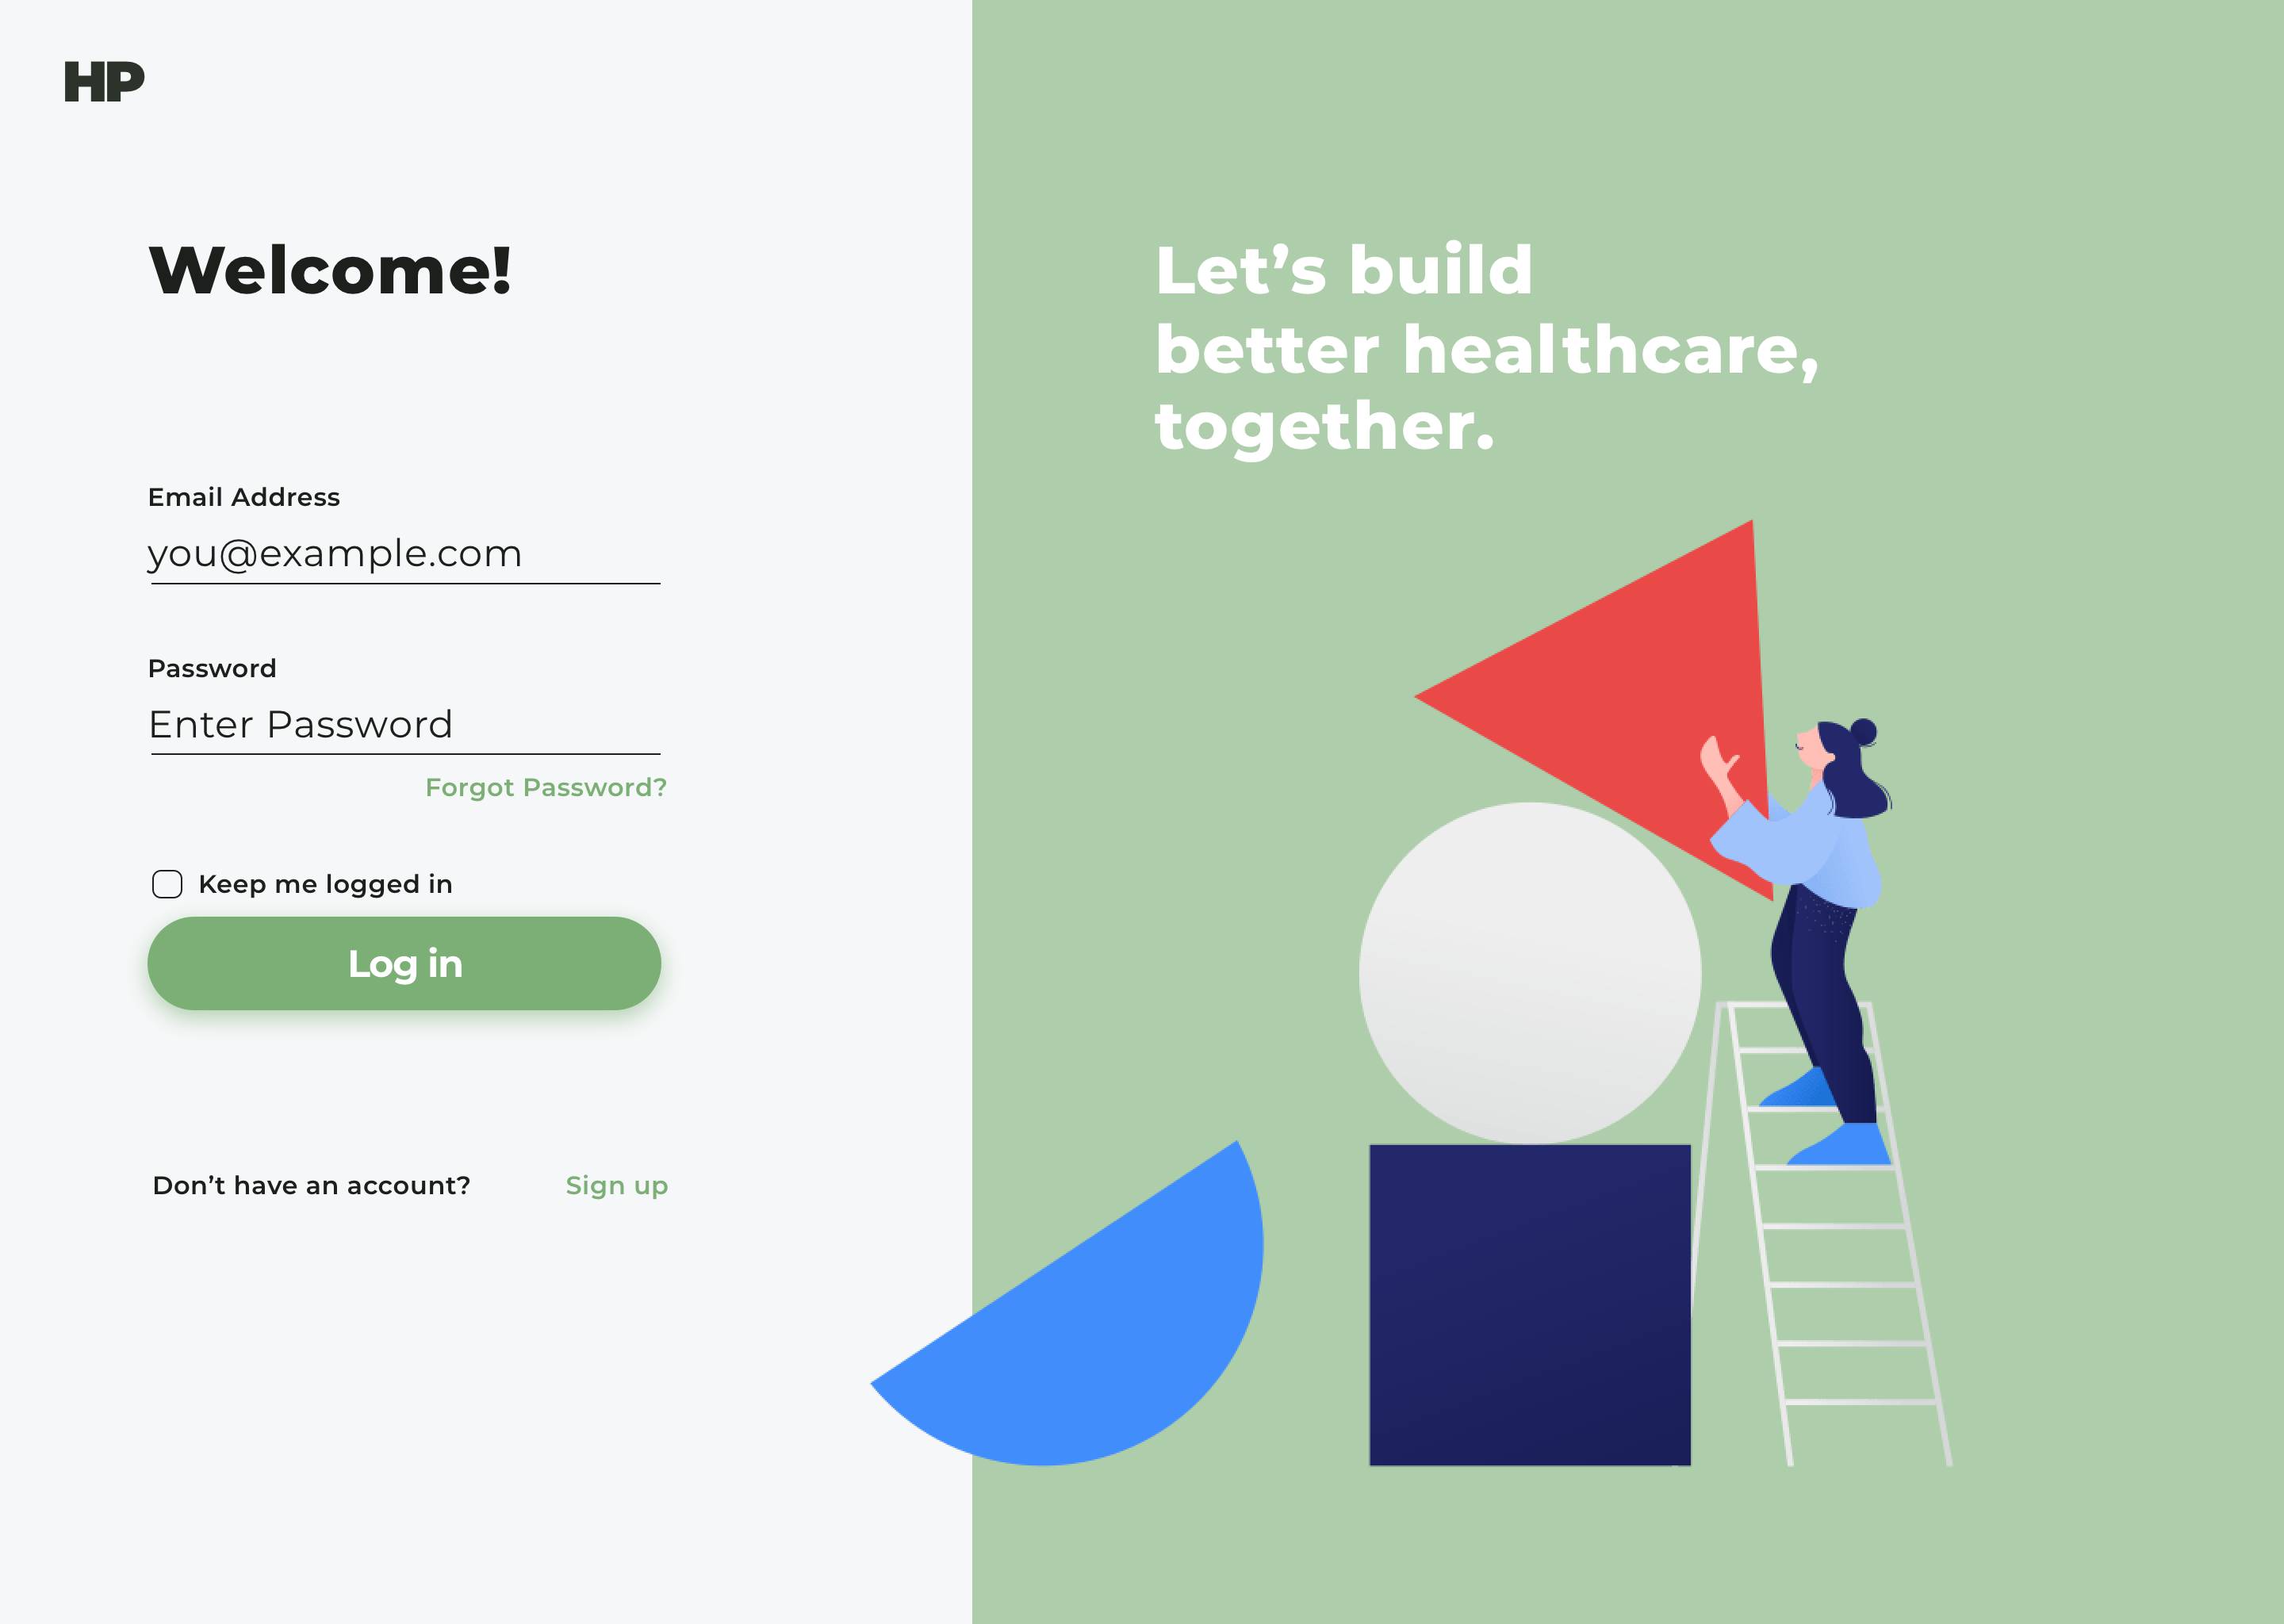 HP
Welcome!
Email Address
you@example.com
Password
Enter Password
Forgot Password?
Keep me logged in
Log in
Don’t have an account? Sign up
Let’s build
better healthcare,
together.